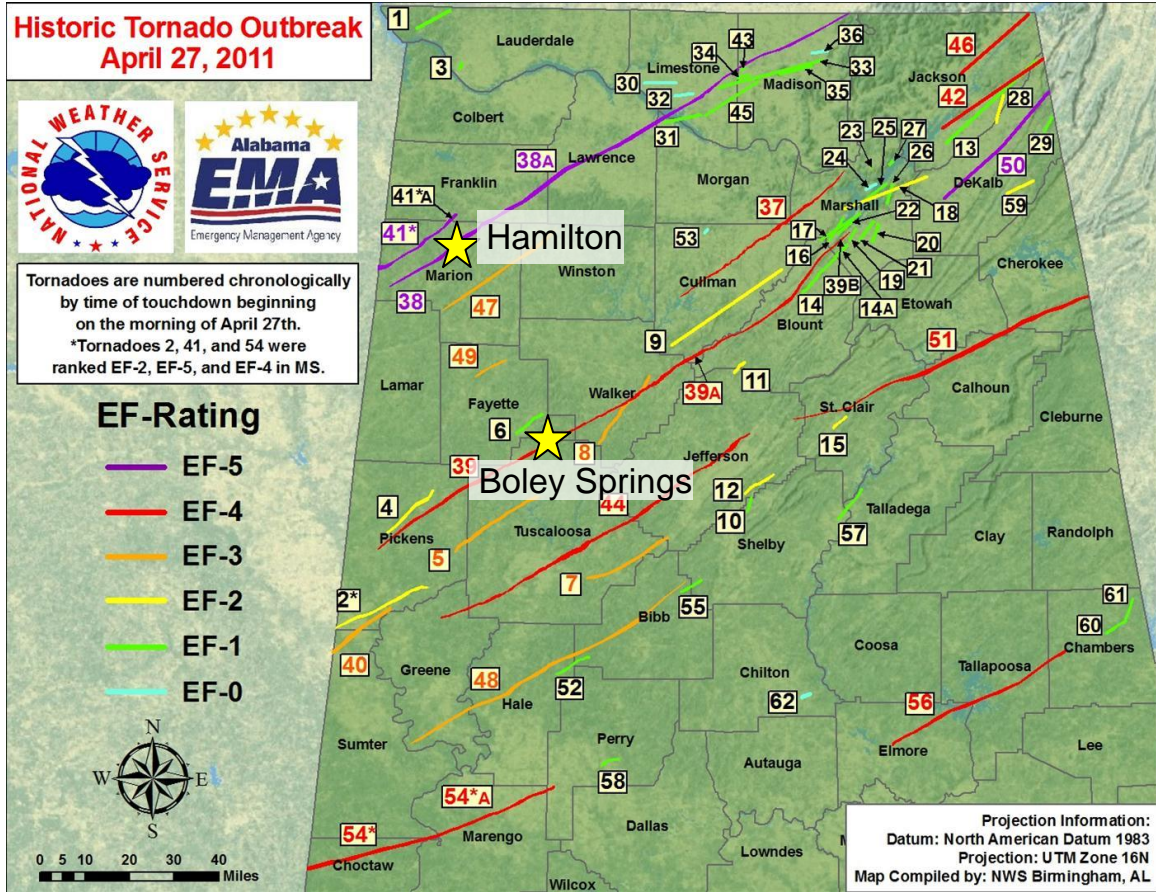 Historic Tornado Outbreak
April 27, 2011
NATIONAL WEATHER SERVICE
Alabama
EMA
Emergency Management Agency
Tornadoes are numbered chronologically
by time of touchdown beginning
on the morning of April 27th.
*Tornadoes 2, 41, and 54 were
ranked EF-2, EF-5, and EF-4 in MS.
EF-Rating
EF-5
EF-4
EF-3
EF-2
EF-1
EF-0
N
W
E
S
0 5 10 20 30 40
Miles
1
Lauderdale
34
43
36
46
3
Limestone
30
32
Madison
33
35
Jackson
42
28
Colbert
45
31
23
25
27
26
13
29
38A
Lawrence
24
50
Franklin
Morgan
DeKalb
41*A
37
Marshall
22
18
59
41*
Hamilton
53
17
16
20
21
19
Marion
Winston
Cullman
39B
Cherokee
38
47
14
14A
Etowah
Blount
9
51
49
Lamar
Walker
39A
11
Calhoun
Fayette
St. Clair
Cleburne
6
8
15
39
Jefferson
Boley Springs
4
44
12
Talladega
Pickens
Tuscaloosa
10
57
Shelby
Clay
Randolph
5
7
2*
55
61
Bibb
60
Coosa
Chambers
40
Greene
48
Chilton
Tallapoosa
52
62
56
Hale
Sumter
Perry
Elmore
Lee
Autauga
58
54*A
54*
Marengo
Dallas
Choctaw
Lowndes
Wilcox
Projection Information:
Datum: North American Datum 1983
Projection: UTM Zone 16N
Map Compiled by: NWS Birmingham, AL